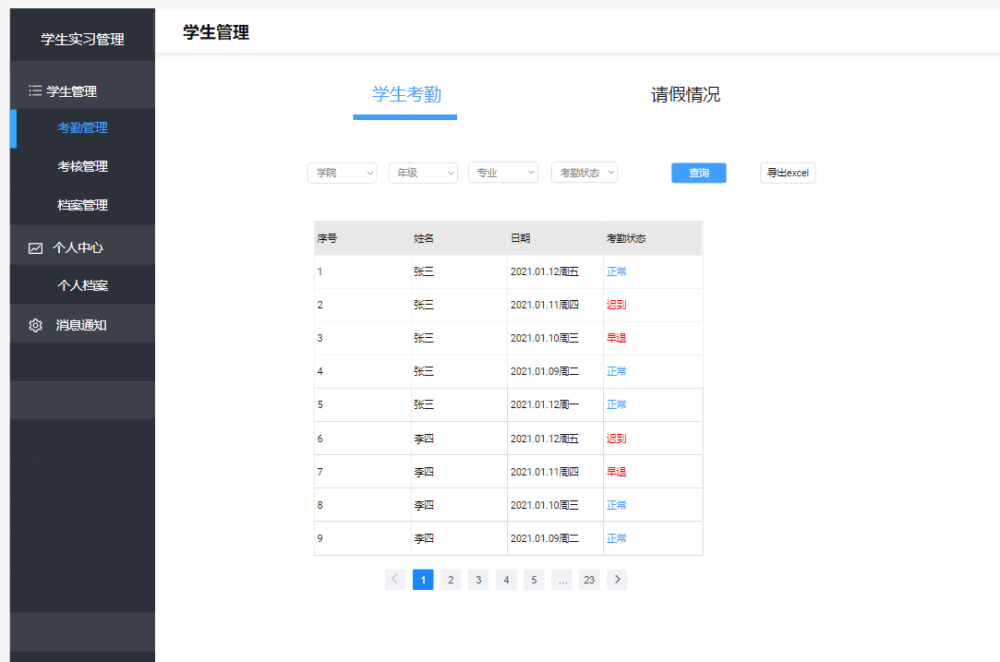 学生实习管理
学生管理
学生管理
考勤管理
考核管理
档案管理
个人中心
个人档案
消息通知
学生考勤 请假情况
学院 年级 专业 考勤状态 查询 导出excel
序号 姓名 日期 考勤状态
1 张三 2021.01.12周五 正常
2 张三 2021.01.11周四 迟到
3 张三 2021.01.10周三 早退
4 张三 2021.01.09周二 正常
5 张三 2021.01.12周一 正常
6 李四 2021.01.12周五 迟到
7 李四 2021.01.11周四 早退
8 李四 2021.01.10周三 正常
9 李四 2021.01.09周二 正常
1 2 3 4 5 ... 23